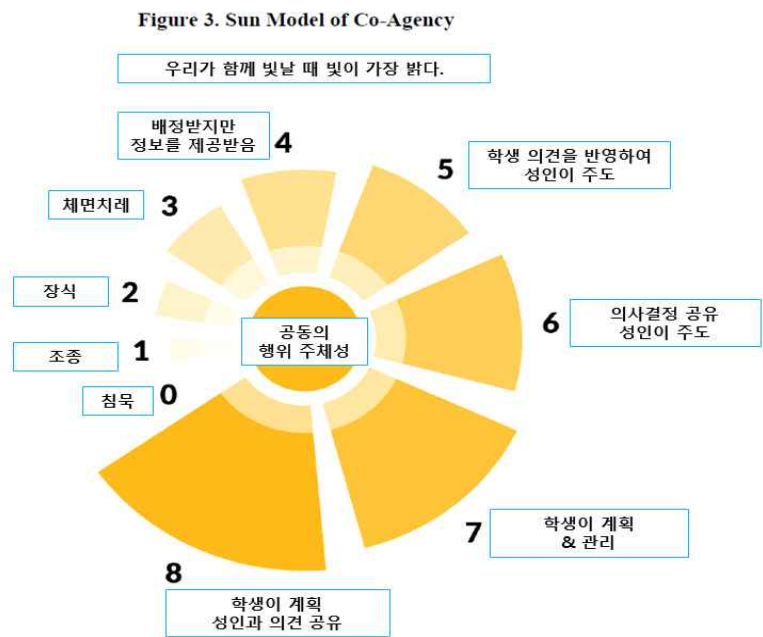 Figure 3. Sun Model of Co-Agency
우리가 함께 빛날 때 빛이 가장 밝다.
배정받지만
정보를 제공받음
4
5
학생 의견을 반영하여
성인이 주도
체면치레
3
장식
2
6
의사결정 공유
성인이 주도
공동의
행위 주체성
조종
1
침묵
0
7
학생이 계획
& 관리
8
학생이 계획
성인과 의견 공유